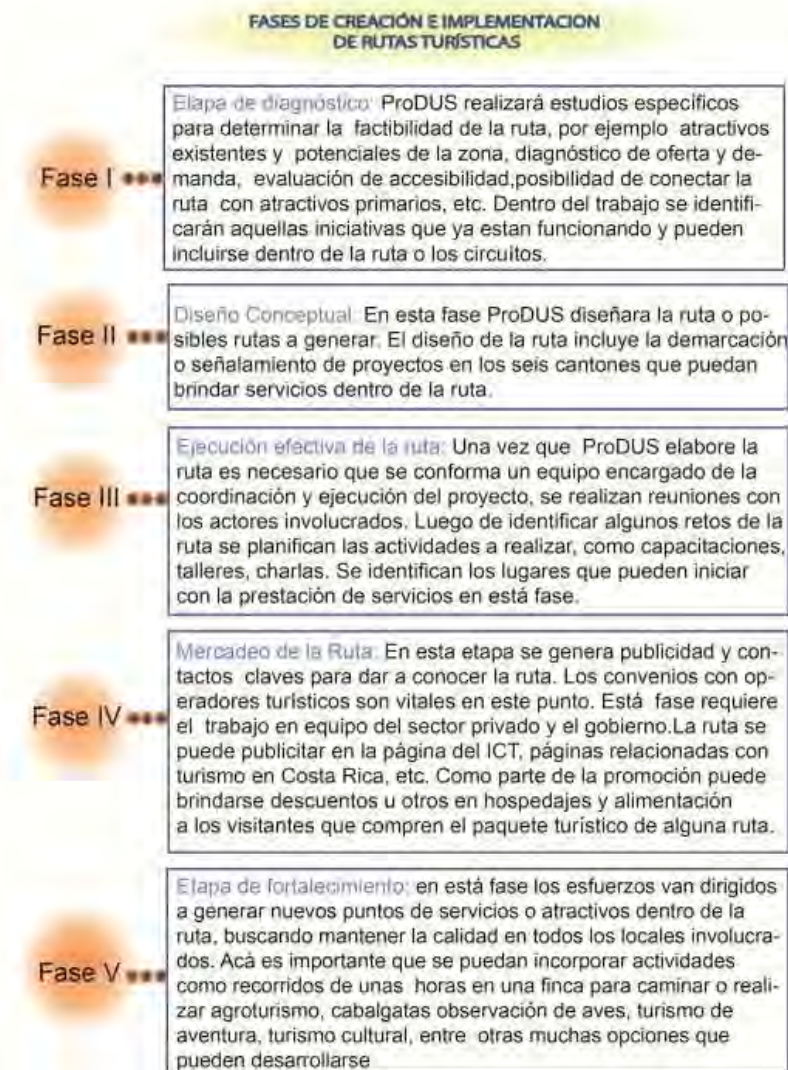 FASES DE CREACIÓN E IMPLEMENTACION
DE RUTAS TURÍSTICAS
Fase I
Etapa de diagnóstico: ProDUS realizará estudios específicos
para determinar la factibilidad de la ruta, por ejemplo atractivos
existentes y potenciales de la zona, diagnóstico de oferta y de-
manda, evaluación de accesibilidad,posibilidad de conectar la
ruta con atractivos primarios, etc. Dentro del trabajo se identifi-
carán aquellas iniciativas que ya estan funcionando y pueden
incluirse dentro de la ruta o los circuitos.
Fase II
Diseño Conceptual: En esta fase ProDUS diseñara la ruta o po-
sibles rutas a generar. El diseño de la ruta incluye la demarcación
o señalamiento de proyectos en los seis cantones que puedan
brindar servicios dentro de la ruta.
Fase III
Ejecución efectiva de la ruta: Una vez que ProDUS elabore la
ruta es necesario que se conforma un equipo encargado de la
coordinación y ejecución del proyecto, se realizan reuniones con
los actores involucrados. Luego de identificar algunos retos de la
ruta se planifican las actividades a realizar, como capacitaciones,
talleres, charlas. Se identifican los lugares que pueden iniciar
con la prestación de servicios en está fase.
Fase IV
Mercadeo de la Ruta: En esta etapa se genera publicidad y con-
tactos claves para dar a conocer la ruta. Los convenios con op-
eradores turísticos son vitales en este punto. Está fase requiere
el trabajo en equipo del sector privado y el gobierno.La ruta se
puede publicitar en la página del ICT, páginas relacionadas con
turismo en Costa Rica, etc. Como parte de la promoción puede
brindarse descuentos u otros en hospedajes y alimentación
a los visitantes que compren el paquete turístico de alguna ruta.
Fase V
Etapa de fortalecimiento: en está fase los esfuerzos van dirigidos
a generar nuevos puntos de servicios o atractivos dentro de la
ruta, buscando mantener la calidad en todos los locales involucra-
dos. Acá es importante que se puedan incorporar actividades
como recorridos de unas horas en una finca para caminar o reali-
zar agroturismo, cabalgatas observación de aves, turismo de
aventura, turismo cultural, entre otras muchas opciones que
pueden desarrollarse